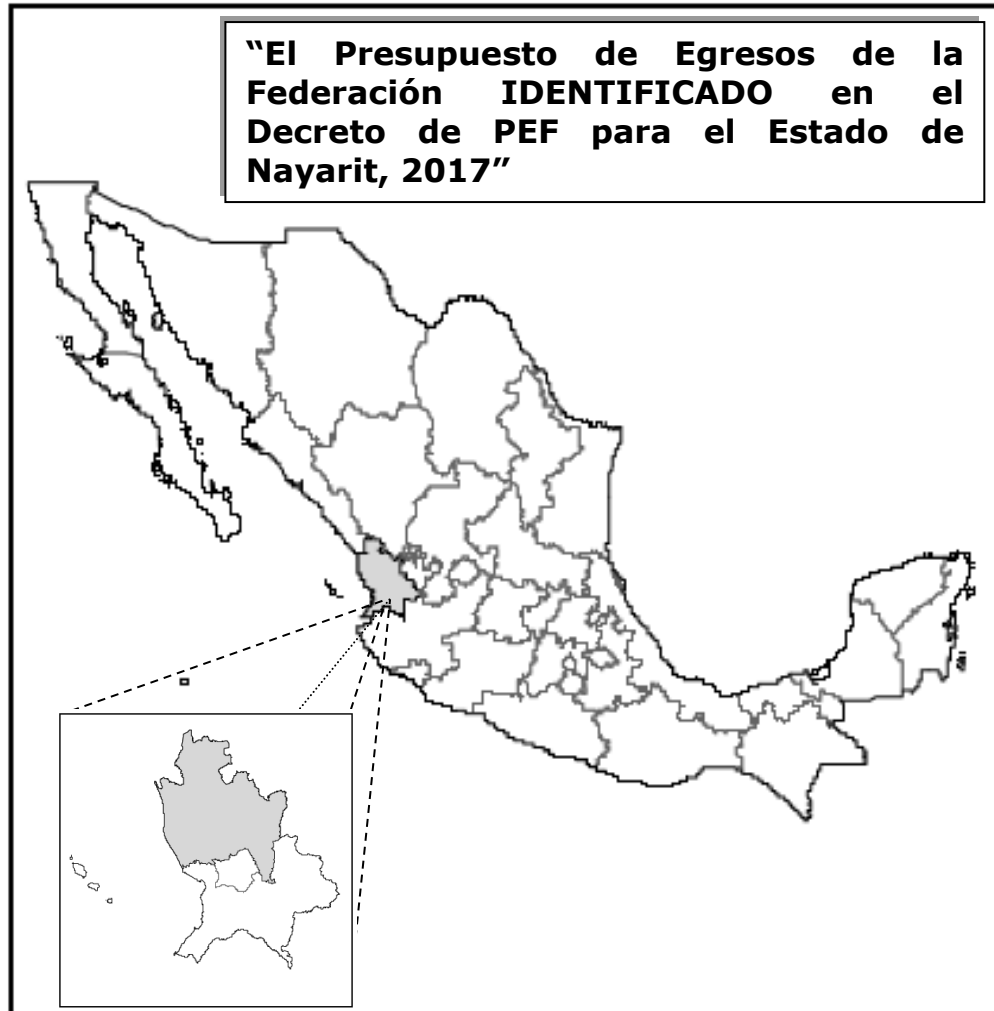 “El Presupuesto de Egresos de la
Federación IDENTIFICADO en el
Decreto de PEF para el Estado de
Nayarit, 2017”